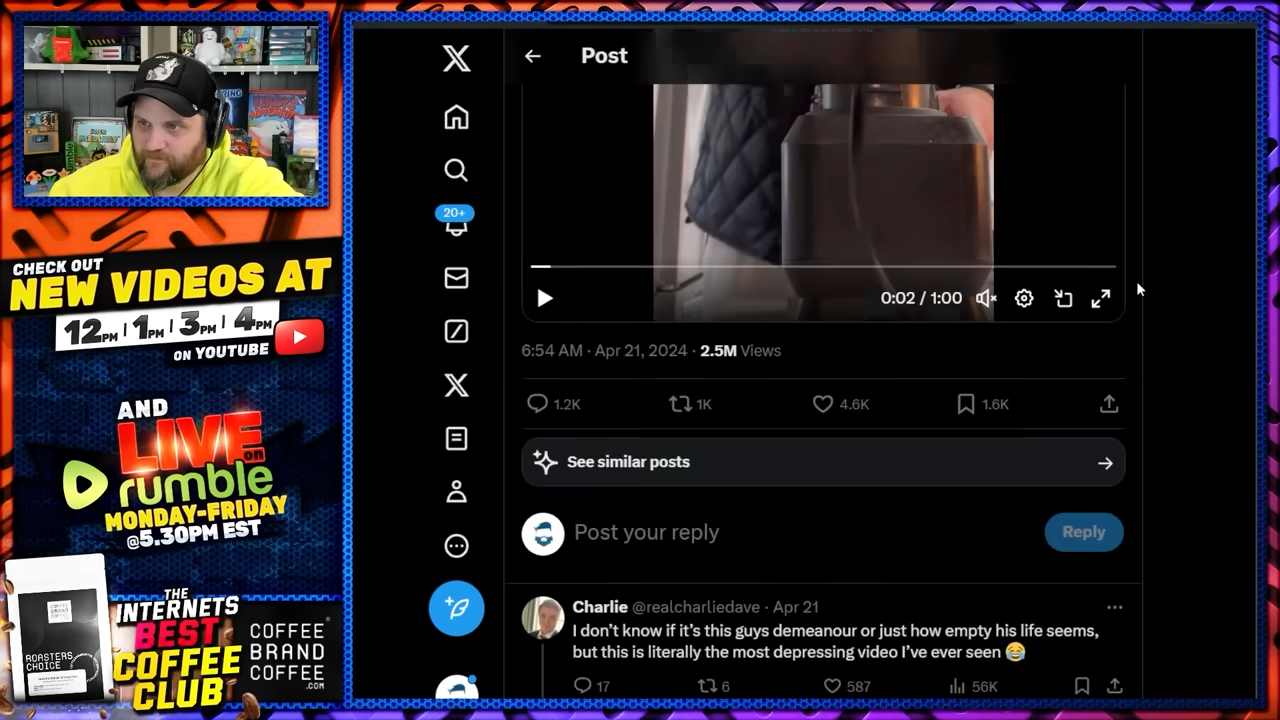 CHECK OUT
NEW VIDEOS AT
12PM | 1PM | 3PM | 4PM
ON YOUTUBE
AND
LIVE on
rumble
MONDAY-FRIDAY
@5.30PM EST
THE
INTERNETS
BEST
COFFEE
CLUB
COFFEE
BRAND
COFFEE
.COM
COFFEE
BRAND
COFFEE
ROASTERS
CHOICE
20+
Post
0:02 / 1:00
6:54 AM · Apr 21, 2024 · 2.5M Views
1.2K 1K 4.6K 1.6K
See similar posts
Post your reply
Reply
Charlie @realcharliedave · Apr 21
I don’t know if it’s this guys demeanour or just how empty his life seems,
but this is literally the most depressing video I’ve ever seen 😂
17 6 587 56K